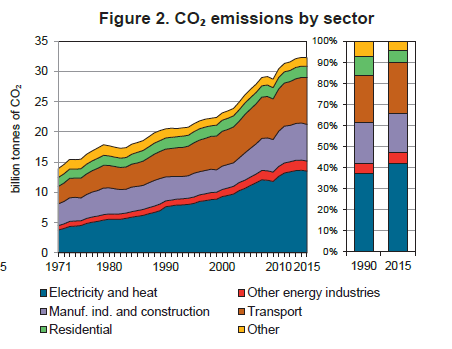 Figure 2. CO₂ emissions by sector
billion tonnes of CO₂
35
30
25
20
15
10
5
0
1971 1980 1990 2000 2010 2015
100%
90%
80%
70%
60%
50%
40%
30%
20%
10%
0%
1990 2015
5
Electricity and heat
Other energy industries
Manuf. ind. and construction
Transport
Residential
Other